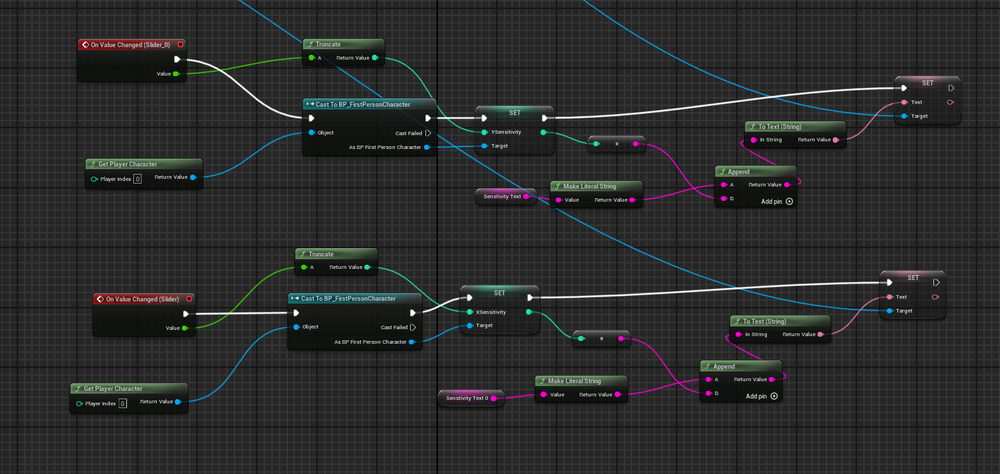 On Value Changed (Slider_0)
Value
Truncate
A Return Value
Cast To BP_FirstPersonCharacter
Object
Cast Failed
As BP First Person Character
Get Player Character
Player Index 0 Return Value
SET
YSensitivity
Target
Senstivity Text
Make Literal String
Value Return Value
Append
A Return Value
B
Add pin
To Text (String)
In String Return Value
SET
Text
Target
Truncate
A Return Value
On Value Changed (Slider)
Value
Cast To BP_FirstPersonCharacter
Object
Cast Failed
As BP First Person Character
Get Player Character
Player Index 0 Return Value
SET
XSensitivity
Target
Senstivity Text 0
Make Literal String
Value Return Value
Append
A Return Value
B
Add pin
To Text (String)
In String Return Value
SET
Text
Target